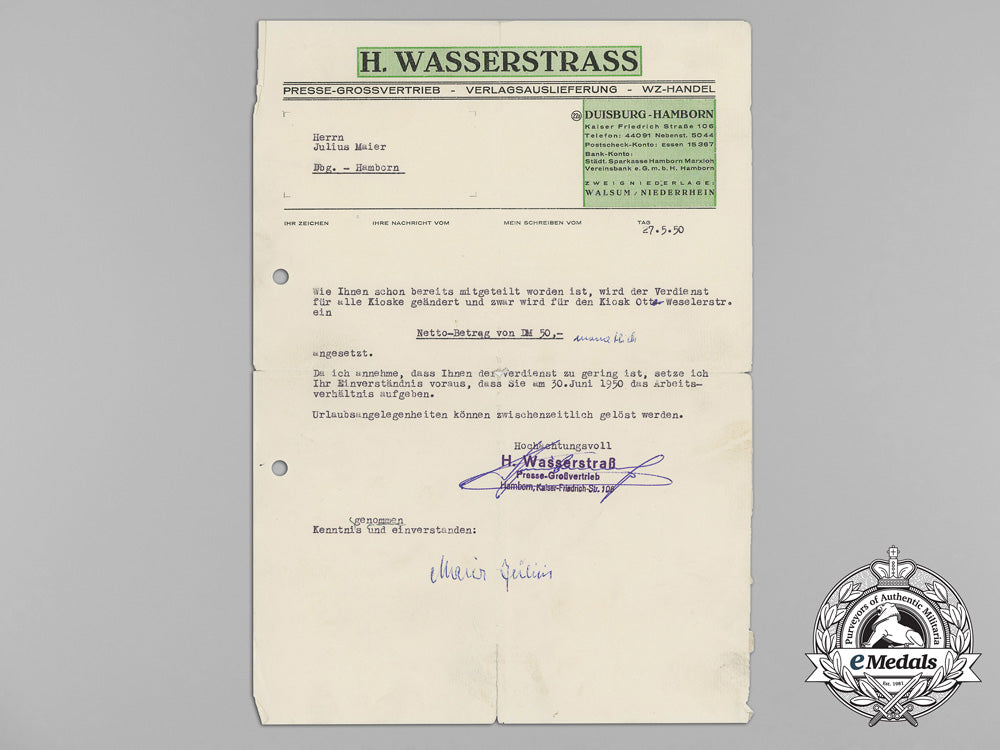 H. WASSERSTRASS
PRESSE-GROSSVERTRIEB - VERLAGSAUSLIEFERUNG - WZ-HANDEL
Herrn
Julius Maier
Dbg. - Hamborn
22a DUISBURG-HAMBORN
Kaiser Friedrich Straße 106
Telefon: 44091 Nebenst. 5044
Postscheck-Konto: Essen 15367
Bank-Konto:
Städt. Sparkasse Hamborn Marxloh
Vereinsbank e.G.m.b.H. Hamborn
ZWEIGNIEDERLAGE:
WALSUM/NIEDERRHEIN
IHR ZEICHEN IHRE NACHRICHT VOM MEIN SCHREIBEN VOM TAG
27.5.50
Wie Ihnen schon bereits mitgeteilt worden ist, wird der Verdienst
für alle Kioske geändert und zwar wird für den Kiosk Otto-Weselerstr.
ein
Netto-Betrag von DM 50,- monatlich
angesetzt.
Da ich annehme, dass Ihnen der Verdienst zu gering ist, setze ich
Ihr Einverständnis voraus, dass Sie am 30.Juni 1950 das Arbeits-
verhältnis aufgeben.
Urlaubsangelegenheiten können zwischenzeitlich gelöst werden.
Hochachtungsvoll
H. Wasserstraß
Presse-Großvertrieb
Hamborn, Kaiser-Friedrich-Str. 106
genommen
Kenntnis und einverstanden:
Maier Julius
Purveyors of Authentic Militaria
eMedals
Est. 1981